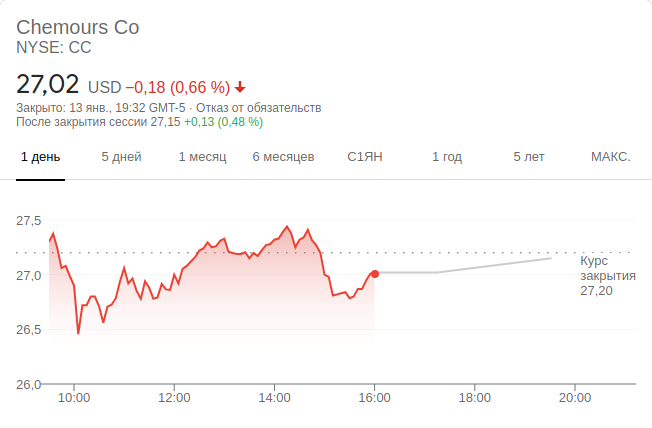 Chemours Co
NYSE: CC
27,02 USD −0,18 (0,66 %)
Закрыто: 13 янв., 19:32 GMT-5 · Отказ от обязательств
После закрытия сессии 27,15 +0,13 (0,48 %)
1 день 5 дней 1 месяц 6 месяцев С1ЯН 1 год 5 лет МАКС.
27,5
27,0
26,5
26,0
Курс
закрытия
27,20
10:00 12:00 14:00 16:00 18:00 20:00